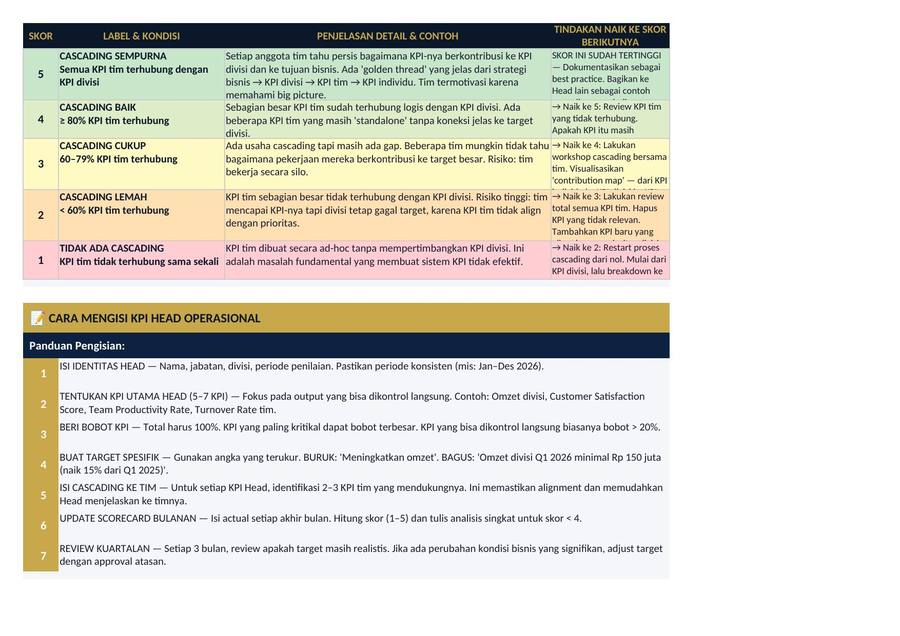 SKOR LABEL & KONDISI PENJELASAN DETAIL & CONTOH TINDAKAN NAIK KE SKOR BERIKUTNYA
5
CASCADING SEMPURNA
Semua KPI tim terhubung dengan
KPI divisi
Setiap anggota tim tahu persis bagaimana KPI-nya berkontribusi ke KPI
divisi dan ke tujuan bisnis. Ada 'golden thread' yang jelas dari strategi
bisnis → KPI divisi → KPI tim → KPI individu. Tim termotivasi karena
memahami big picture.
SKOR INI SUDAH TERTINGGI
— Dokumentasikan sebagai
best practice. Bagikan ke
Head lain sebagai contoh
4
CASCADING BAIK
≥ 80% KPI tim terhubung
Sebagian besar KPI tim sudah terhubung logis dengan KPI divisi. Ada
beberapa KPI tim yang masih 'standalone' tanpa koneksi jelas ke target
divisi.
→ Naik ke 5: Review KPI tim
yang tidak terhubung.
Apakah KPI itu masih
3
CASCADING CUKUP
60–79% KPI tim terhubung
Ada usaha cascading tapi masih ada gap. Beberapa tim mungkin tidak tahu
bagaimana pekerjaan mereka berkontribusi ke target besar. Risiko: tim
bekerja secara silo.
→ Naik ke 4: Lakukan
workshop cascading bersama
tim. Visualisasikan
'contribution map' — dari KPI
2
CASCADING LEMAH
< 60% KPI tim terhubung
KPI tim sebagian besar tidak terhubung dengan KPI divisi. Risiko tinggi: tim
mencapai KPI-nya tapi divisi tetap gagal target, karena KPI tim tidak align
dengan prioritas.
→ Naik ke 3: Lakukan review
total semua KPI tim. Hapus
KPI yang tidak relevan.
Tambahkan KPI baru yang
1
TIDAK ADA CASCADING
KPI tim tidak terhubung sama sekali
KPI tim dibuat secara ad-hoc tanpa mempertimbangkan KPI divisi. Ini
adalah masalah fundamental yang membuat sistem KPI tidak efektif.
→ Naik ke 2: Restart proses
cascading dari nol. Mulai dari
KPI divisi, lalu breakdown ke
📝 CARA MENGISI KPI HEAD OPERASIONAL
Panduan Pengisian:
1 ISI IDENTITAS HEAD — Nama, jabatan, divisi, periode penilaian. Pastikan periode konsisten (mis: Jan–Des 2026).
2 TENTUKAN KPI UTAMA HEAD (5–7 KPI) — Fokus pada output yang bisa dikontrol langsung. Contoh: Omzet divisi, Customer Satisfaction
Score, Team Productivity Rate, Turnover Rate tim.
3 BERI BOBOT KPI — Total harus 100%. KPI yang paling kritikal dapat bobot terbesar. KPI yang bisa dikontrol langsung biasanya bobot > 20%.
4 BUAT TARGET SPESIFIK — Gunakan angka yang terukur. BURUK: 'Meningkatkan omzet'. BAGUS: 'Omzet divisi Q1 2026 minimal Rp 150 juta
(naik 15% dari Q1 2025)'.
5 ISI CASCADING KE TIM — Untuk setiap KPI Head, identifikasi 2–3 KPI tim yang mendukungnya. Ini memastikan alignment dan memudahkan
Head menjelaskan ke timnya.
6 UPDATE SCORECARD BULANAN — Isi actual setiap akhir bulan. Hitung skor (1–5) dan tulis analisis singkat untuk skor < 4.
7 REVIEW KUARTALAN — Setiap 3 bulan, review apakah target masih realistis. Jika ada perubahan kondisi bisnis yang signifikan, adjust target
dengan approval atasan.